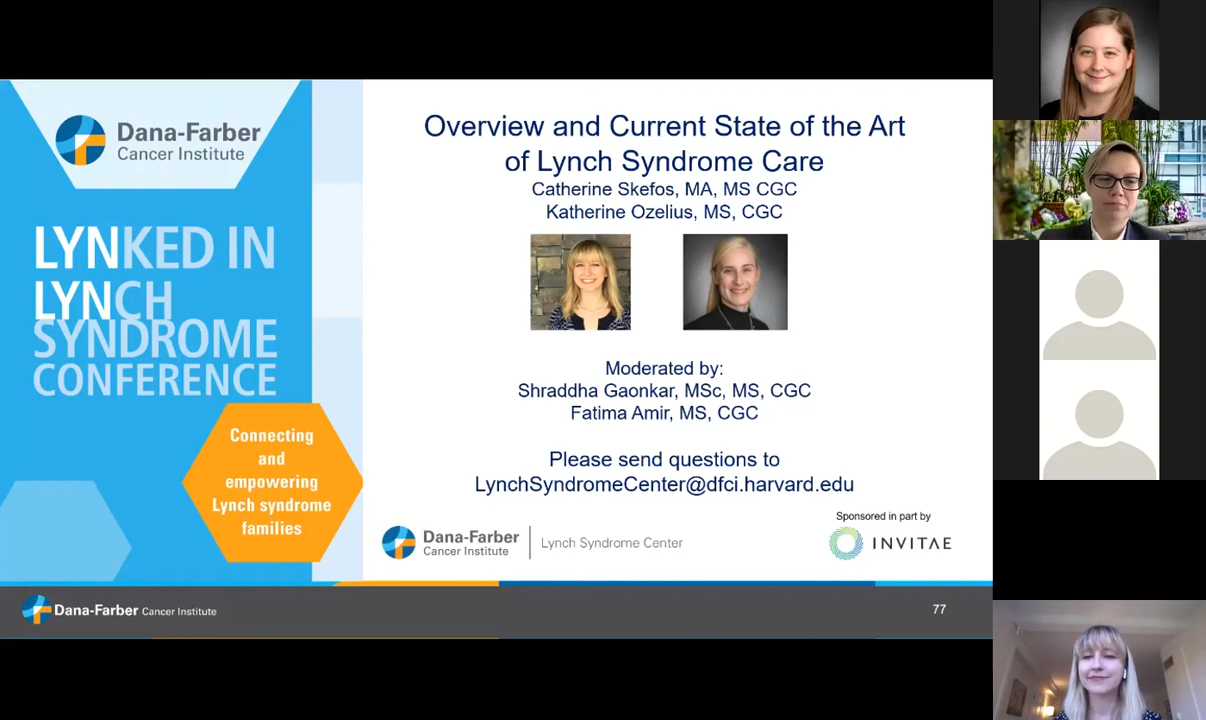 Dana-Farber
Cancer Institute
LYNKED IN
LYNCH
SYNDROME
CONFERENCE
Connecting
and
empowering
Lynch syndrome
families
Overview and Current State of the Art
of Lynch Syndrome Care
Catherine Skefos, MA, MS CGC
Katherine Ozelius, MS, CGC
Moderated by:
Shraddha Gaonkar, MSc, MS, CGC
Fatima Amir, MS, CGC
Please send questions to
LynchSyndromeCenter@dfci.harvard.edu
Dana-Farber
Cancer Institute
Lynch Syndrome Center
Sponsored in part by
INVITAE
Dana-Farber Cancer Institute
77